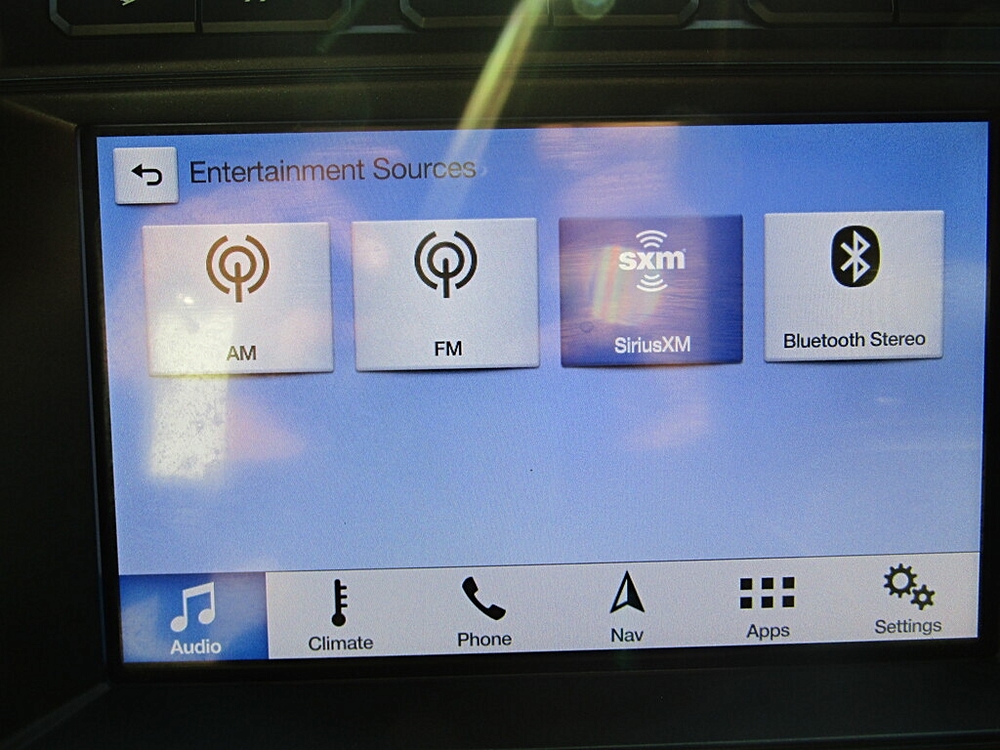 Entertainment Sources
sxm
AM
FM
SiriusXM
Bluetooth Stereo
Audio
Climate
Phone
Nav
Apps
Settings